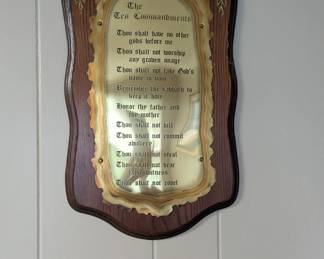 The
Ten Commandments
Thou shalt have no other
gods before me
Thou shalt not worship
any graven image
Thou shalt not take God's
name in vain
Remember the sabbath to
keep it holy
Honor thy father and
thy mother
Thou shalt not kill
Thou shalt not commit
adultery
Thou shalt not steal
Thou shalt not bear
false witness
Thou shalt not covet